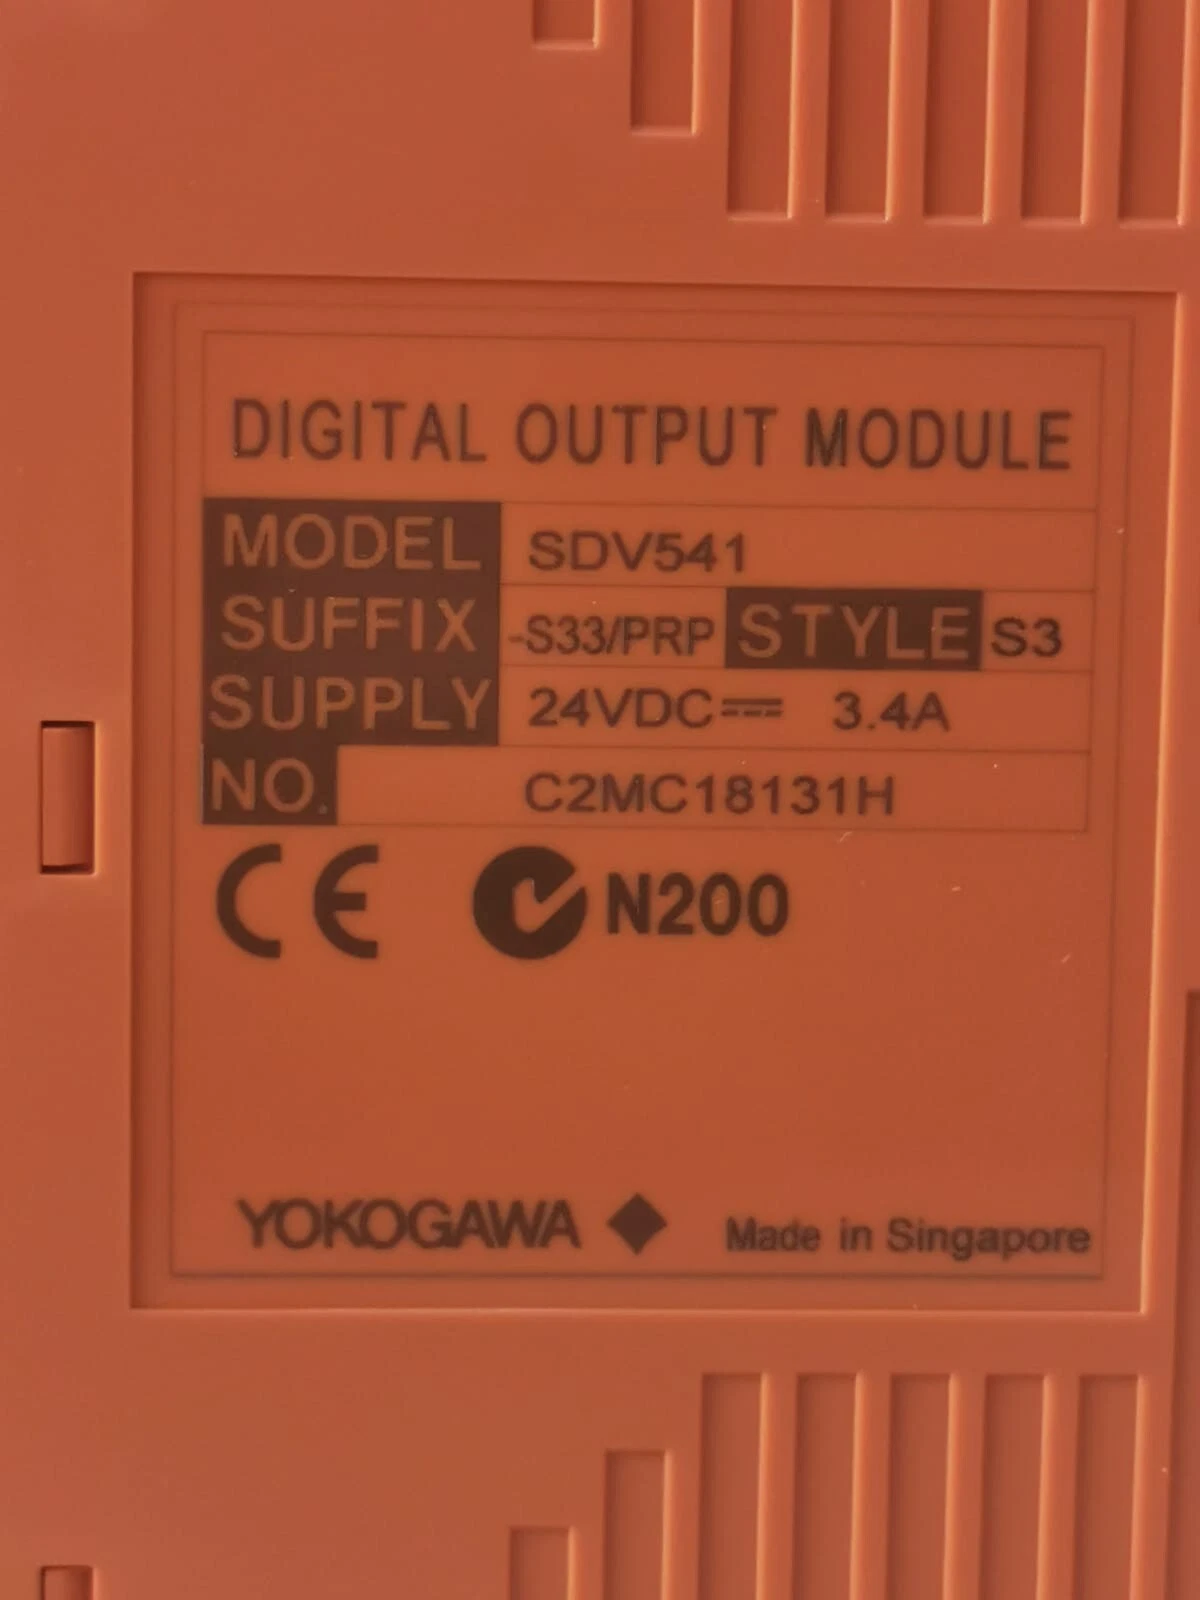 DIGITAL OUTPUT MODULE
MODEL SDV541
SUFFIX -S33/PRP STYLE S3
SUPPLY 24VDC⎓ 3.4A
NO. C2MC18131H
CE N200
YOKOGAWA ◆ Made in Singapore